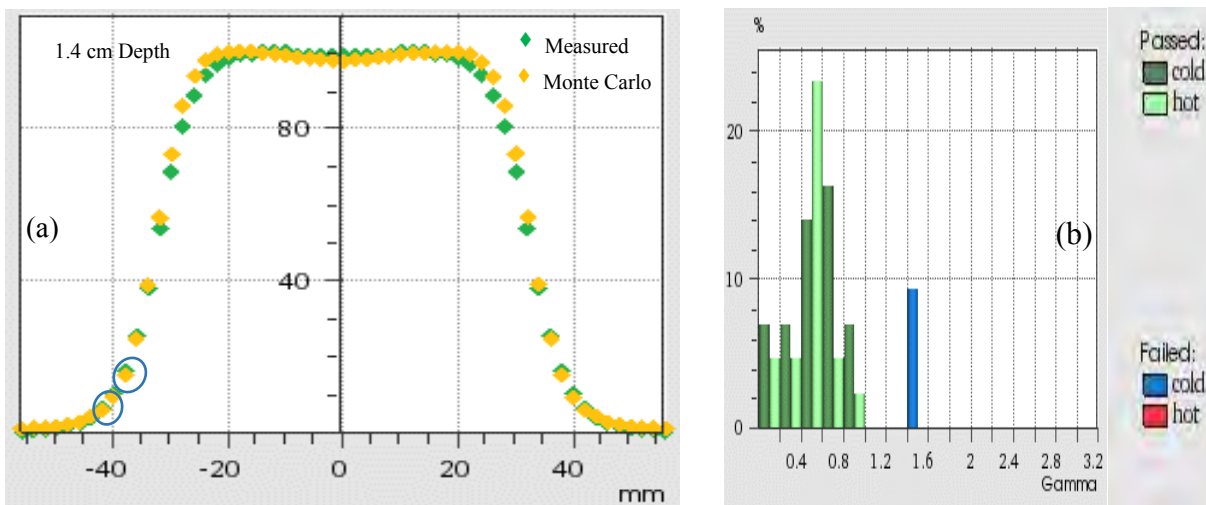 1.4 cm Depth
Measured
Monte Carlo
80
40
(a)
-40 -20 0 20 40
mm
%
20
10
0
(b)
0.4 0.8 1.2 1.6 2 2.4 2.8 3.2
Gamma
Passed:
cold
hot
Failed:
cold
hot